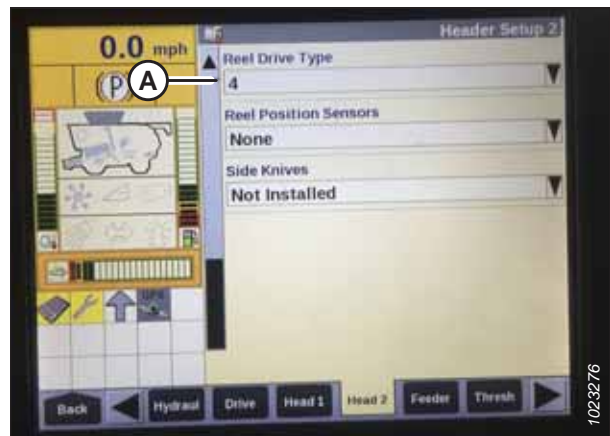 Header Setup 2
0.0 mph
(P)
A
Reel Drive Type
4
Reel Position Sensors
None
Side Knives
Not Installed
GPS
Back
Hydraul
Drive
Head 1
Head 2
Feeder
Thresh
1023276